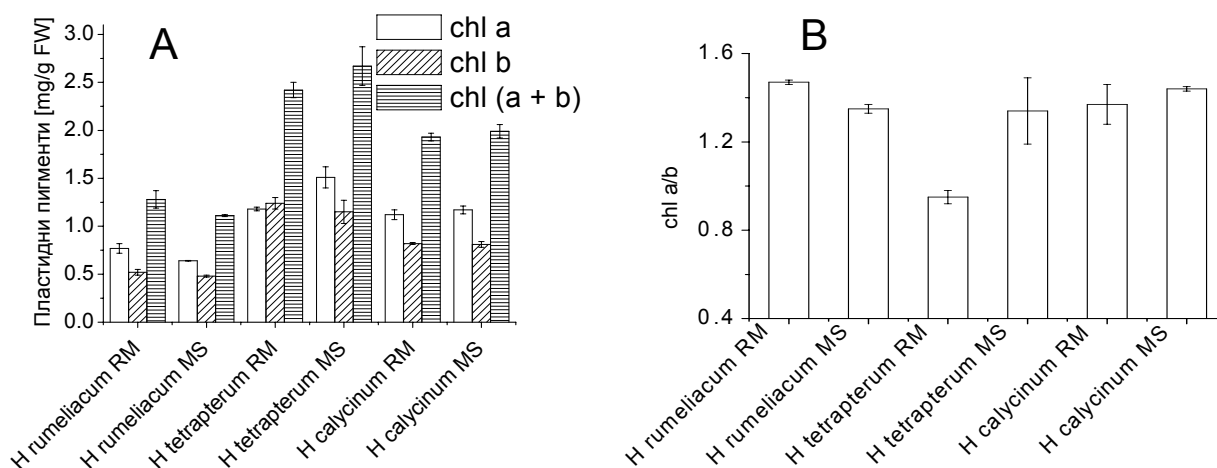 A
chl a
chl b
chl (a + b)
Пластидни пигменти [mg/g FW]
3.0
2.5
2.0
1.5
1.0
0.5
0.0
H rumeliacum RM
H rumeliacum MS
H tetrapterum RM
H tetrapterum MS
H calycinum RM
H calycinum MS
B
chl a/b
1.6
1.2
0.8
0.4
H rumeliacum RM
H rumeliacum MS
H tetrapterum RM
H tetrapterum MS
H calycinum RM
H calycinum MS